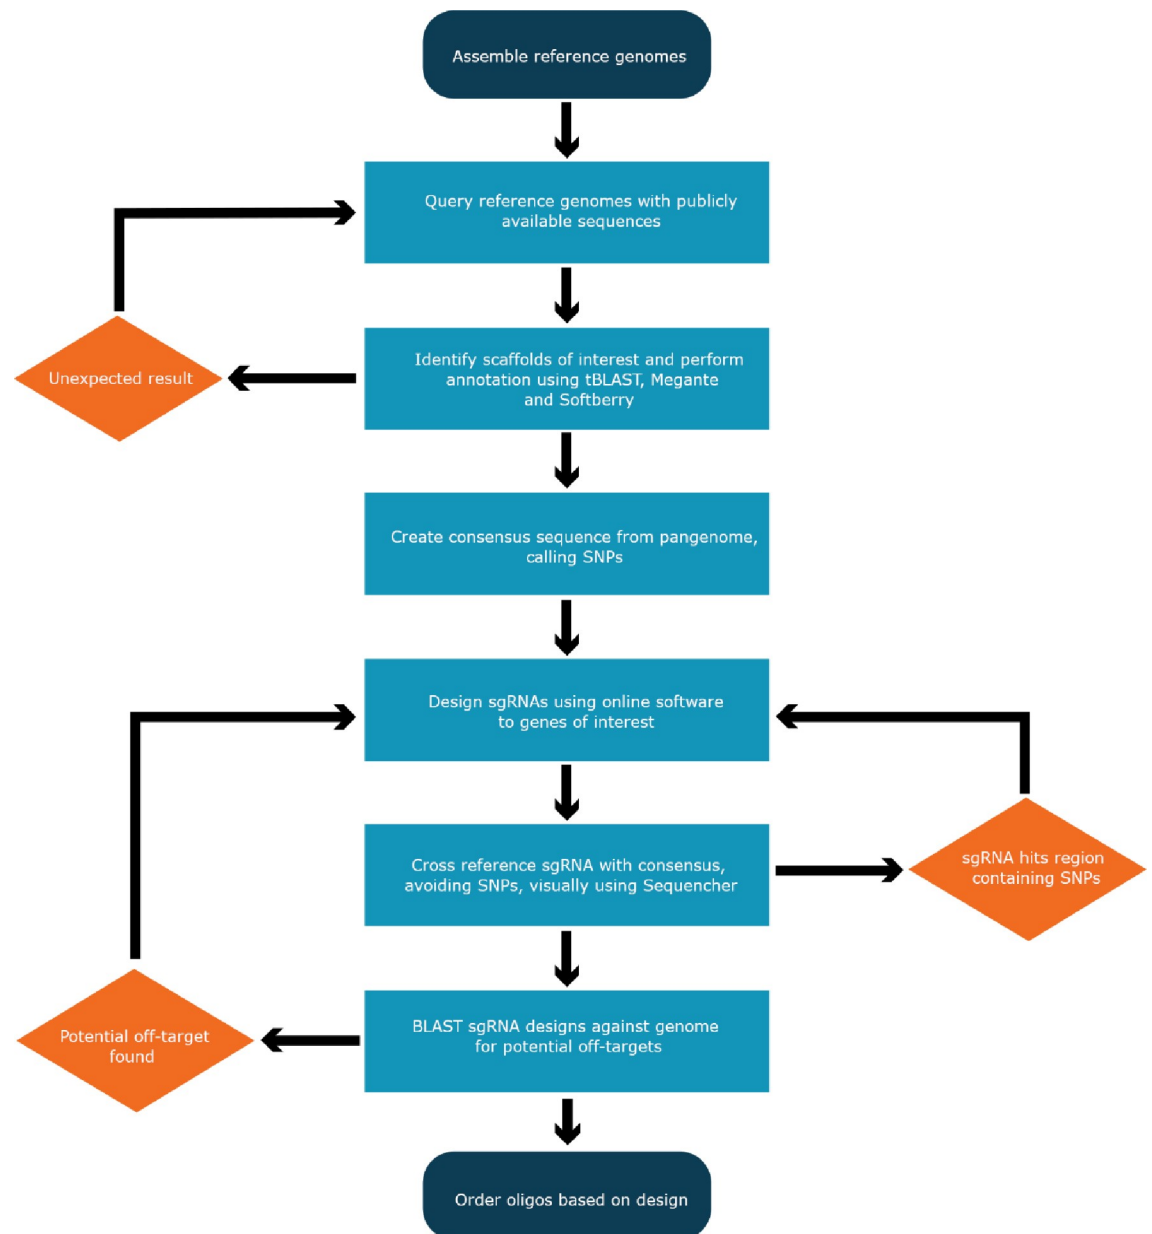 Assemble reference genomes
Query reference genomes with publicly
available sequences
Identify scaffolds of interest and perform
annotation using tBLAST, Megante
and Softberry
Unexpected result
Create consensus sequence from pangenome,
calling SNPs
Design sgRNAs using online software
to genes of interest
Cross reference sgRNA with consensus,
avoiding SNPs, visually using Sequencher
sgRNA hits region
containing SNPs
BLAST sgRNA designs against genome
for potential off-targets
Potential off-target
found
Order oligos based on design